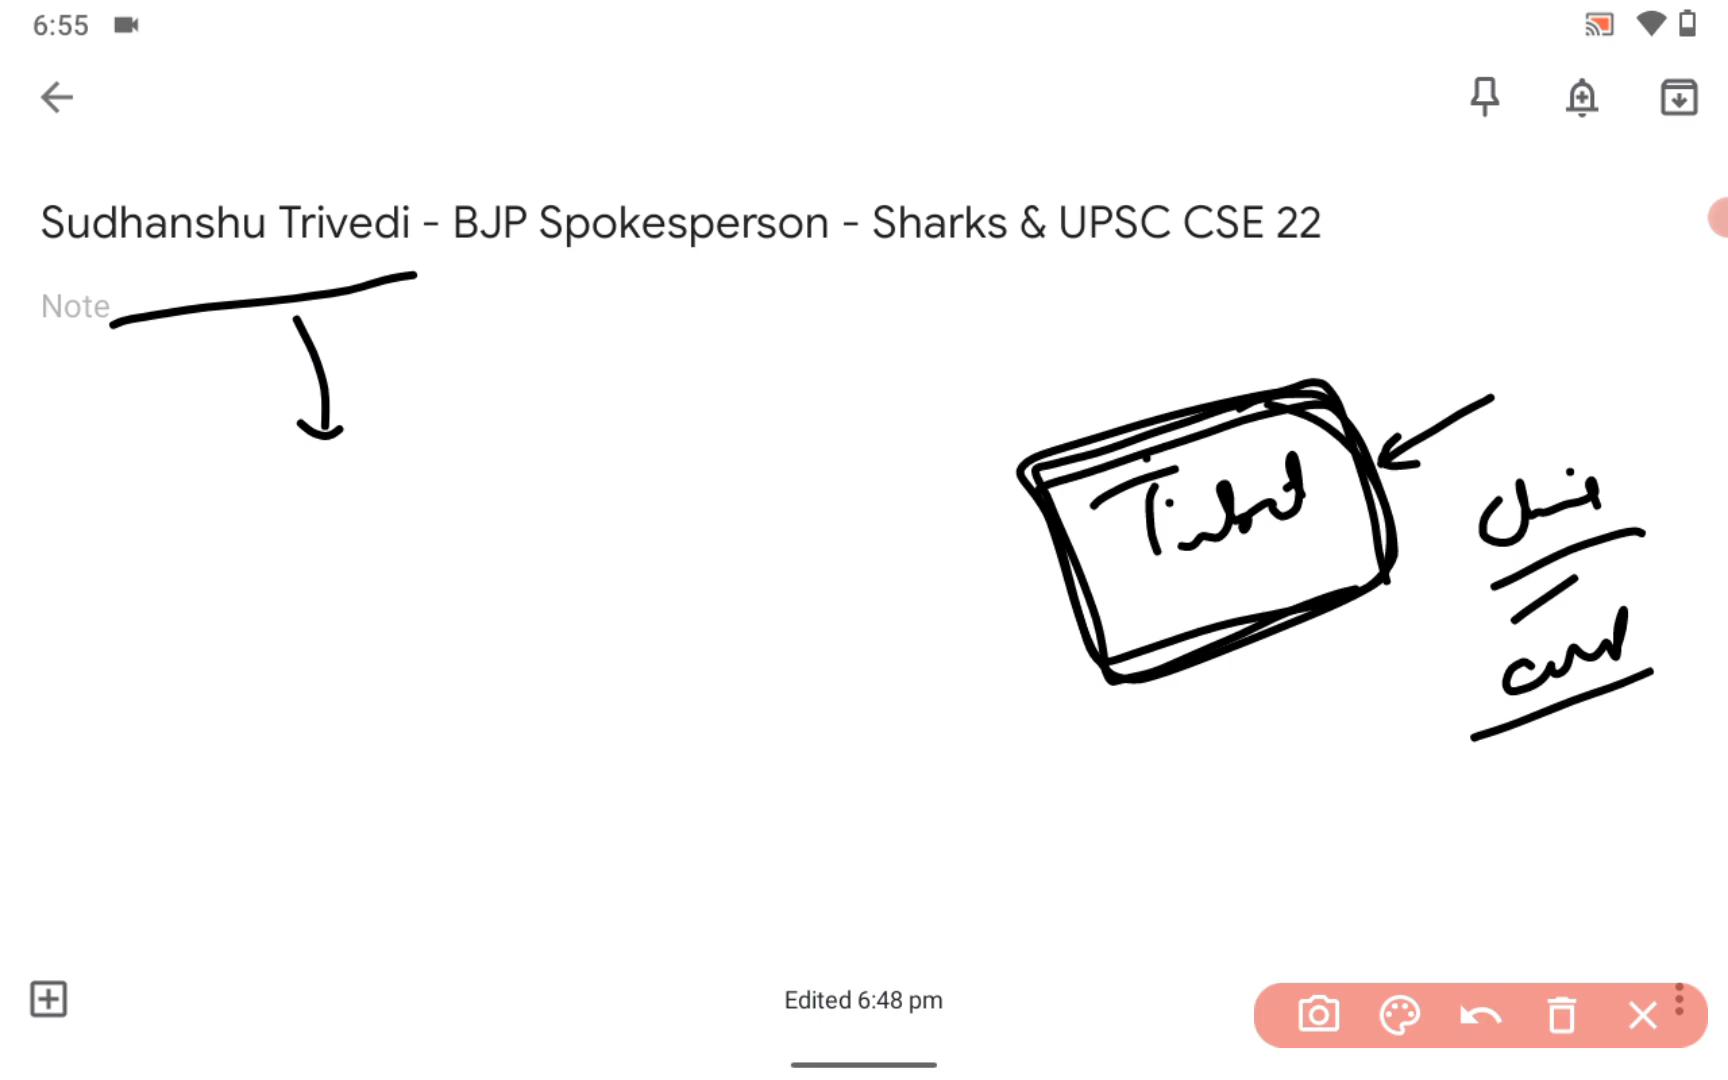 6:55
Sudhanshu Trivedi - BJP Spokesperson - Sharks & UPSC CSE 22
Note
Edited 6:48 pm